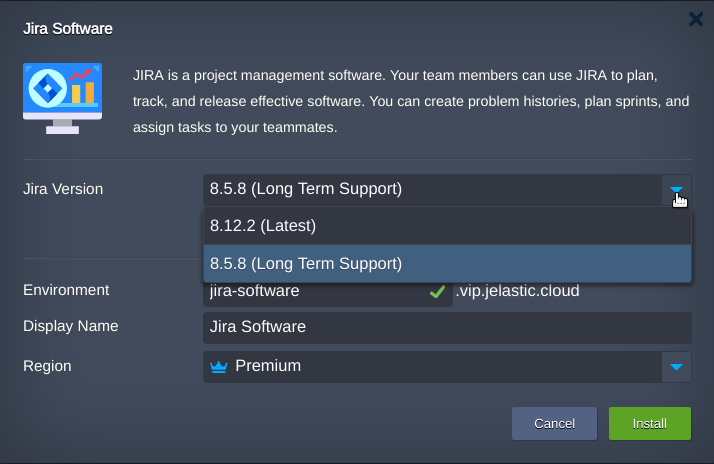 Jira Software
JIRA is a project management software. Your team members can use JIRA to plan,
track, and release effective software. You can create problem histories, plan sprints, and
assign tasks to your teammates.
Jira Version
8.5.8 (Long Term Support)
8.12.2 (Latest)
8.5.8 (Long Term Support)
Environment
jira-software
.vip.jelastic.cloud
Display Name
Jira Software
Region
Premium
Cancel
Install